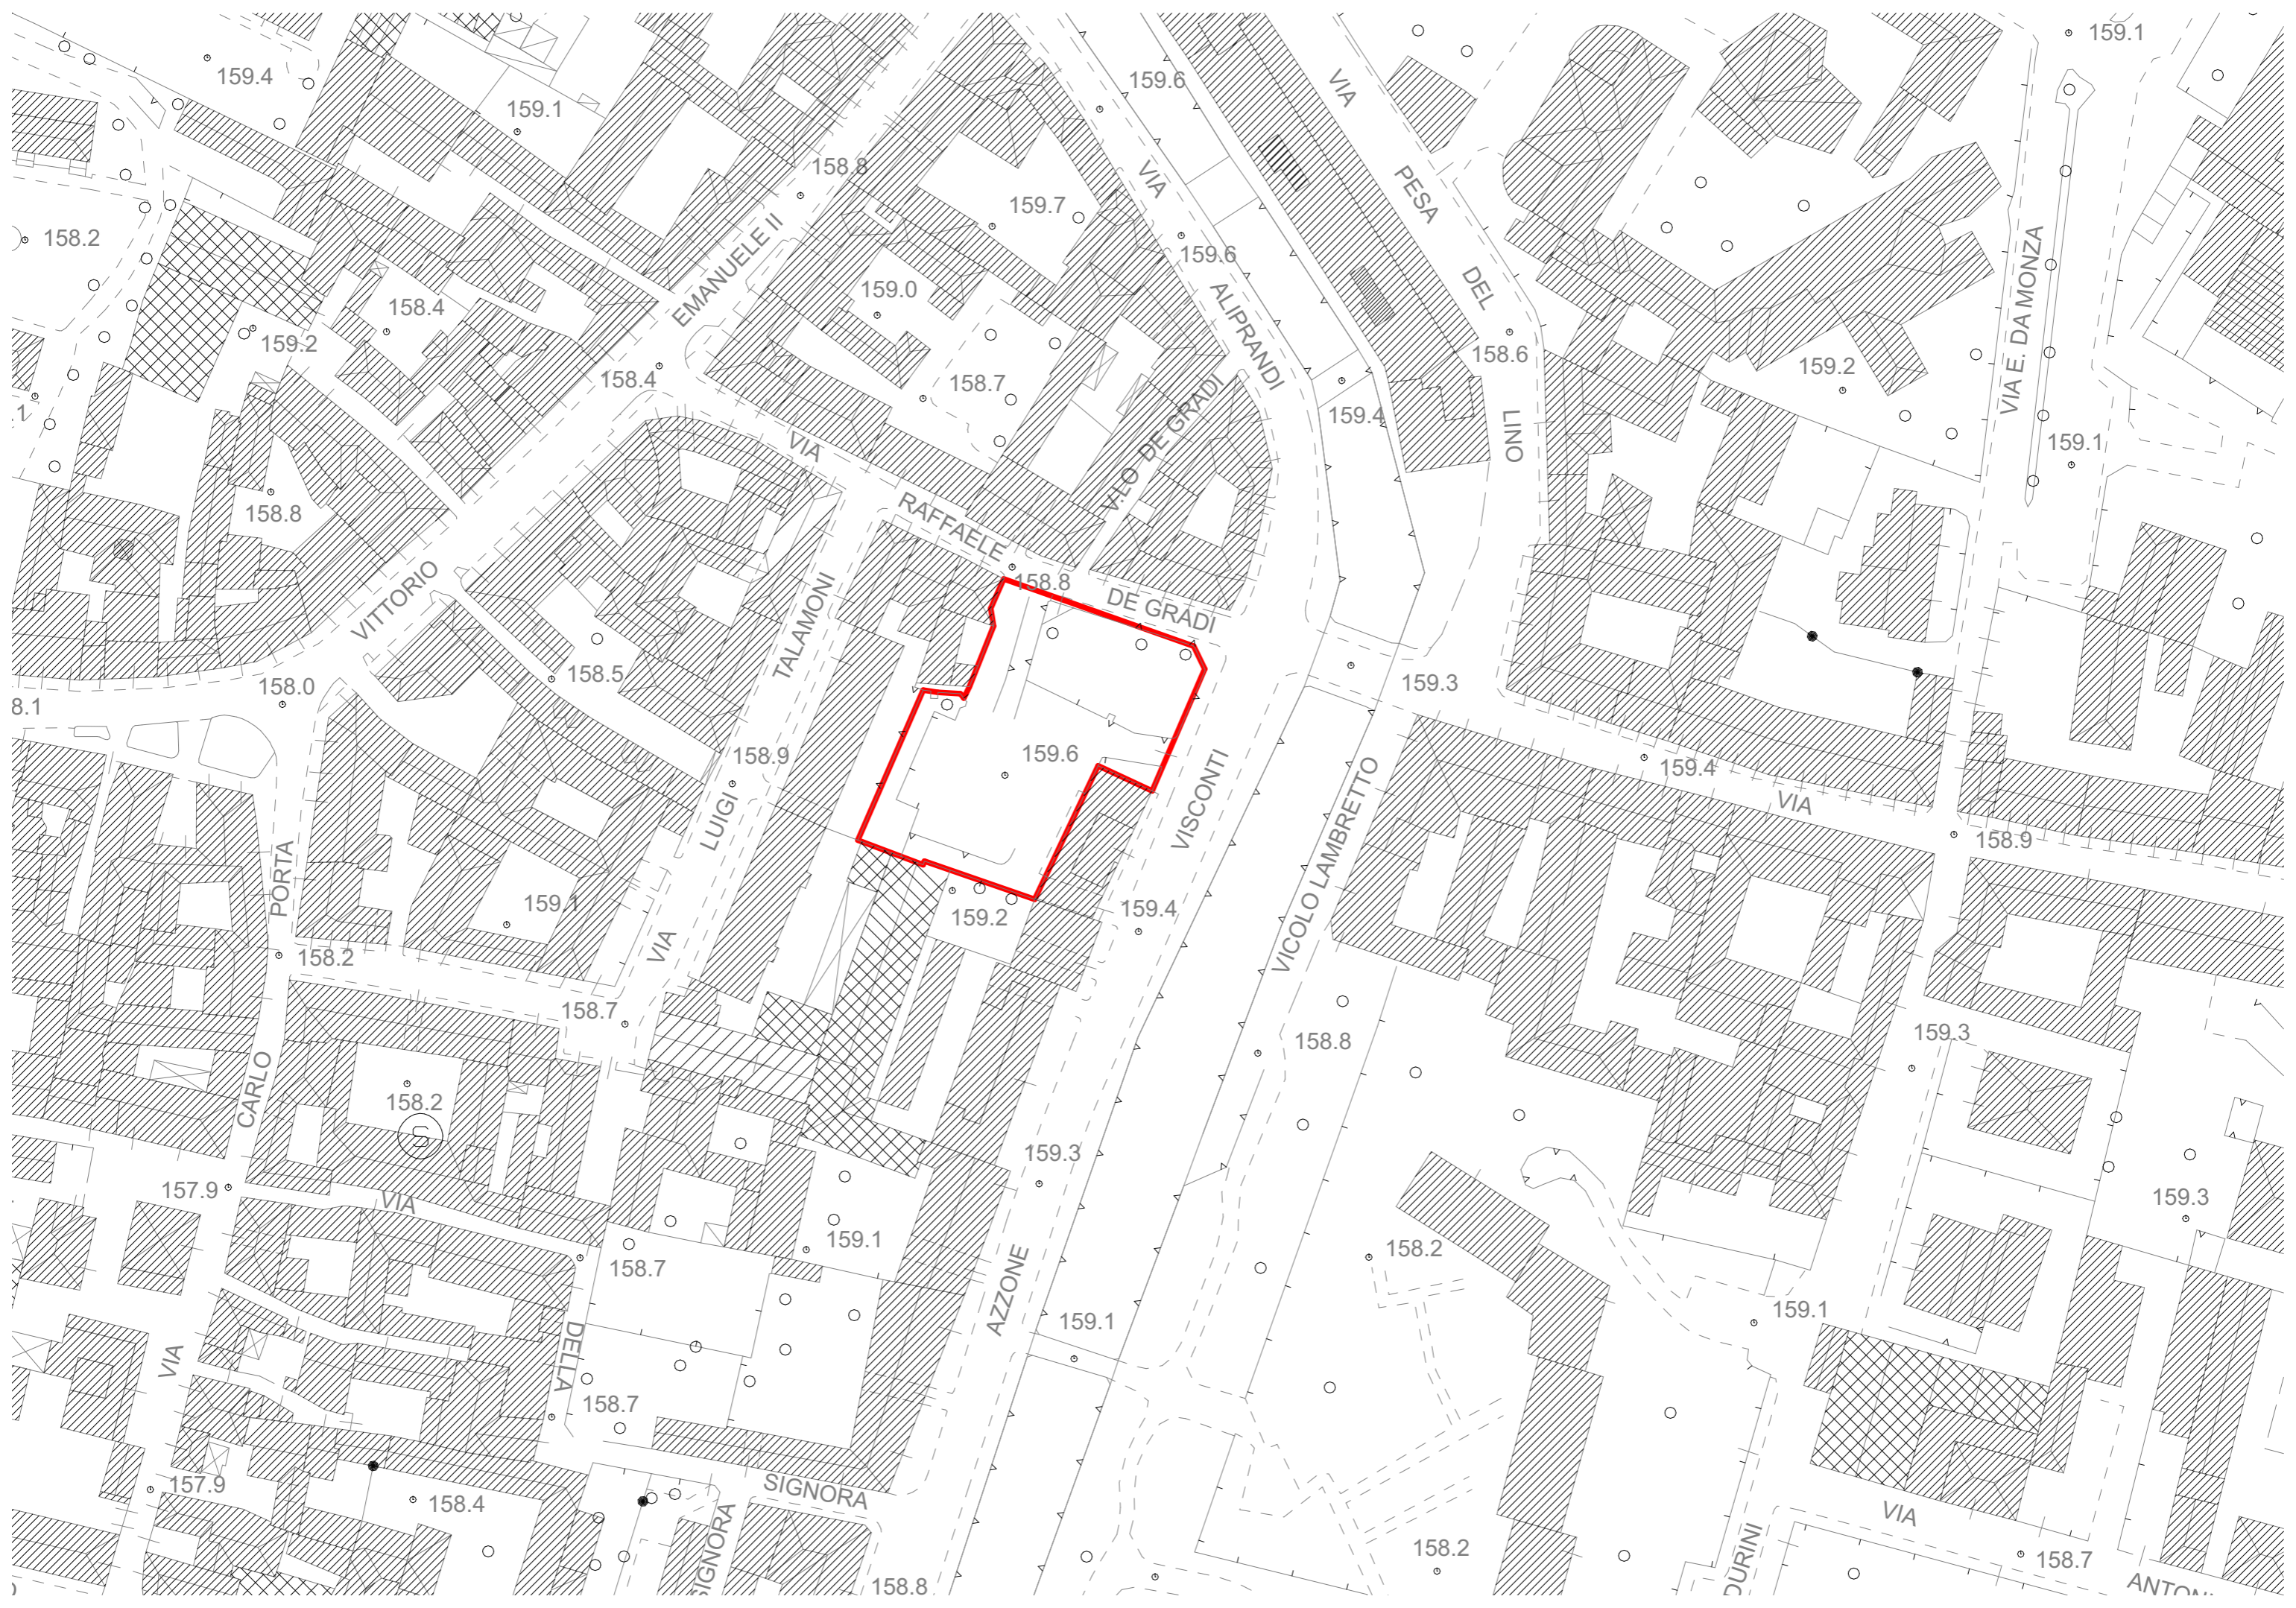 159.1
159.4
159.6
159.1
VIA
158.8
PESA
159.7
VIA
158.2
EMANUELE II
159.6
159.0
DEL
ALIPRANDI
VIA E. DA MONZA
158.4
159.2
158.6
158.4
158.7
159.2
159.4
V.LO DE GRADI
LINO
VIA
159.1
158.8
RAFFAELE
VITTORIO
158.8
DE GRADI
TALAMONI
158.5
158.0
159.3
8.1
158.9
159.6
159.4
VISCONTI
VICOLO LAMBRETTO
VIA
LUIGI
158.9
PORTA
159.1
159.2
159.4
VIA
158.2
158.7
159.3
158.8
CARLO
158.2
S
159.3
157.9
VIA
159.3
159.1
158.2
158.7
AZZONE
159.1
159.1
DELLA
VIA
158.7
157.9
158.4
SIGNORA
VIA
SIGNORA
158.2
DURINI
158.7
158.8